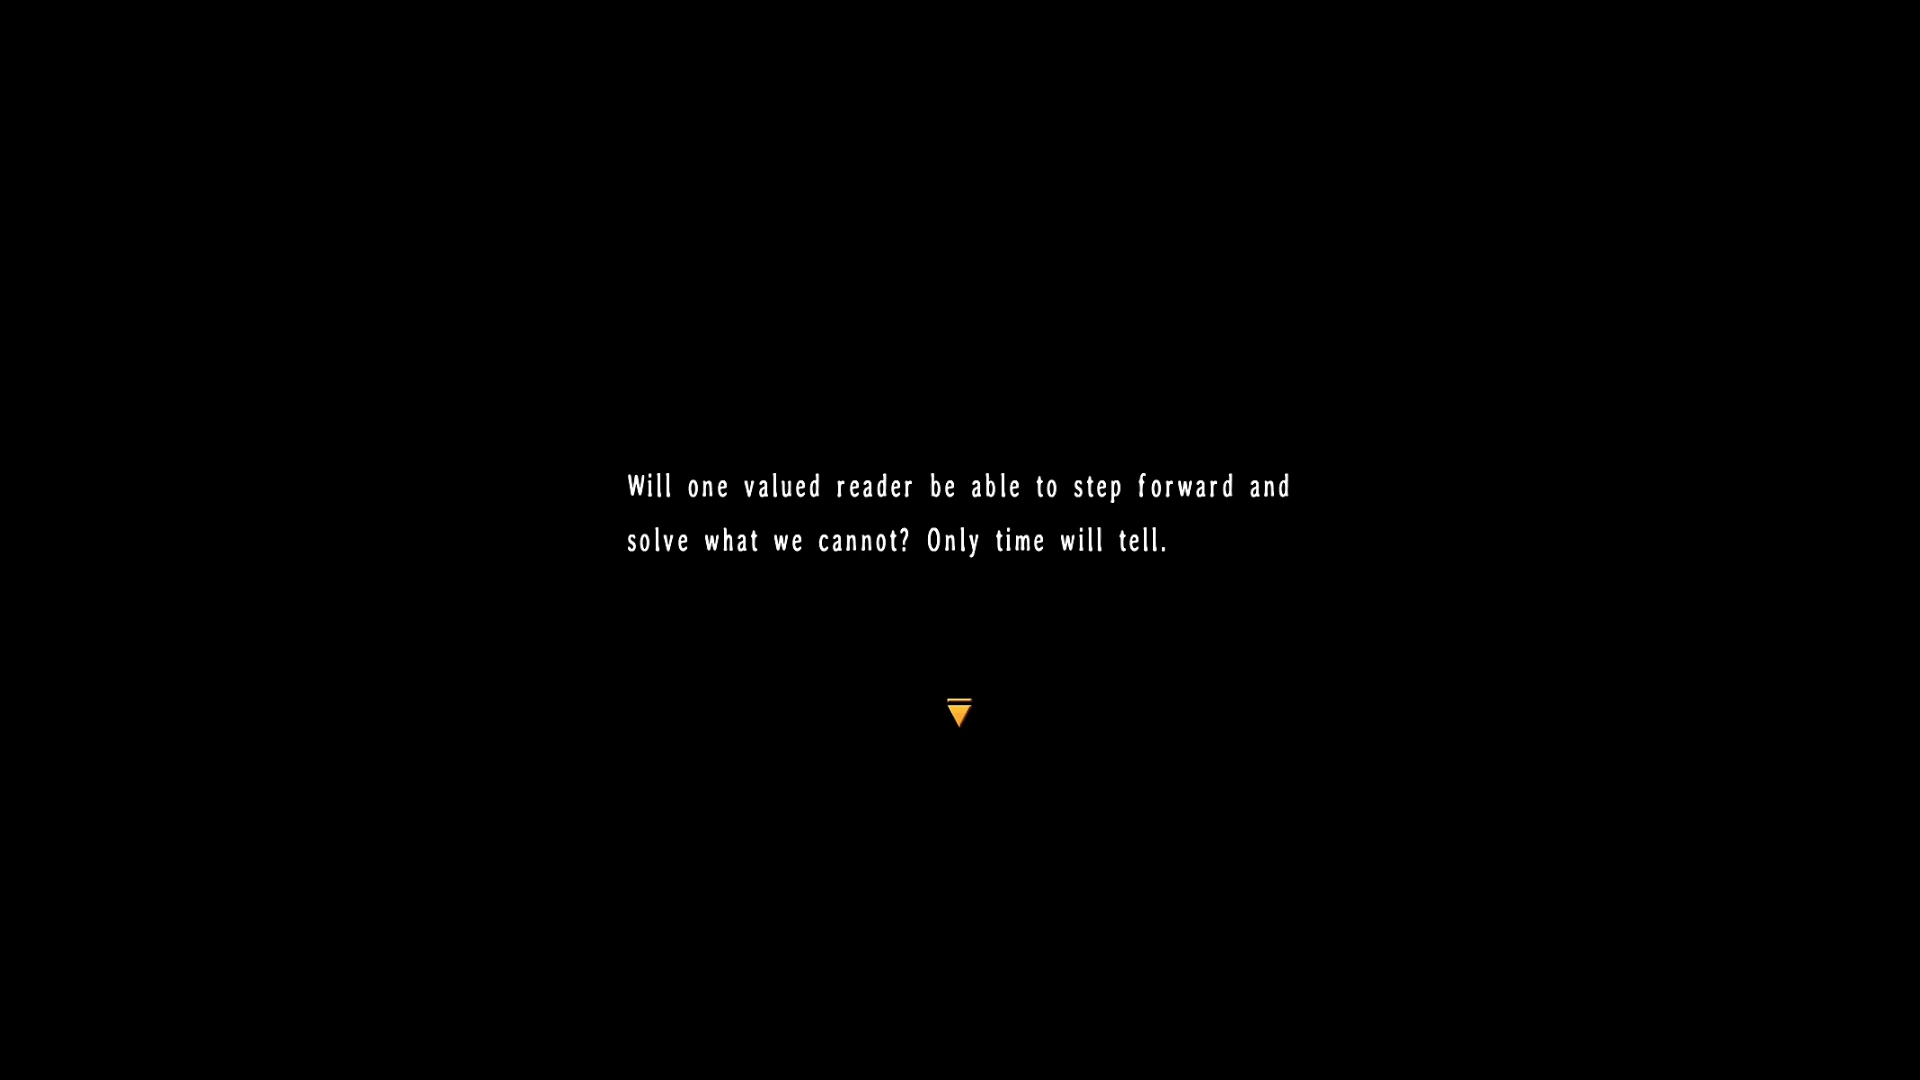 Will one valued reader be able to step forward and
solve what we cannot? Only time will tell.